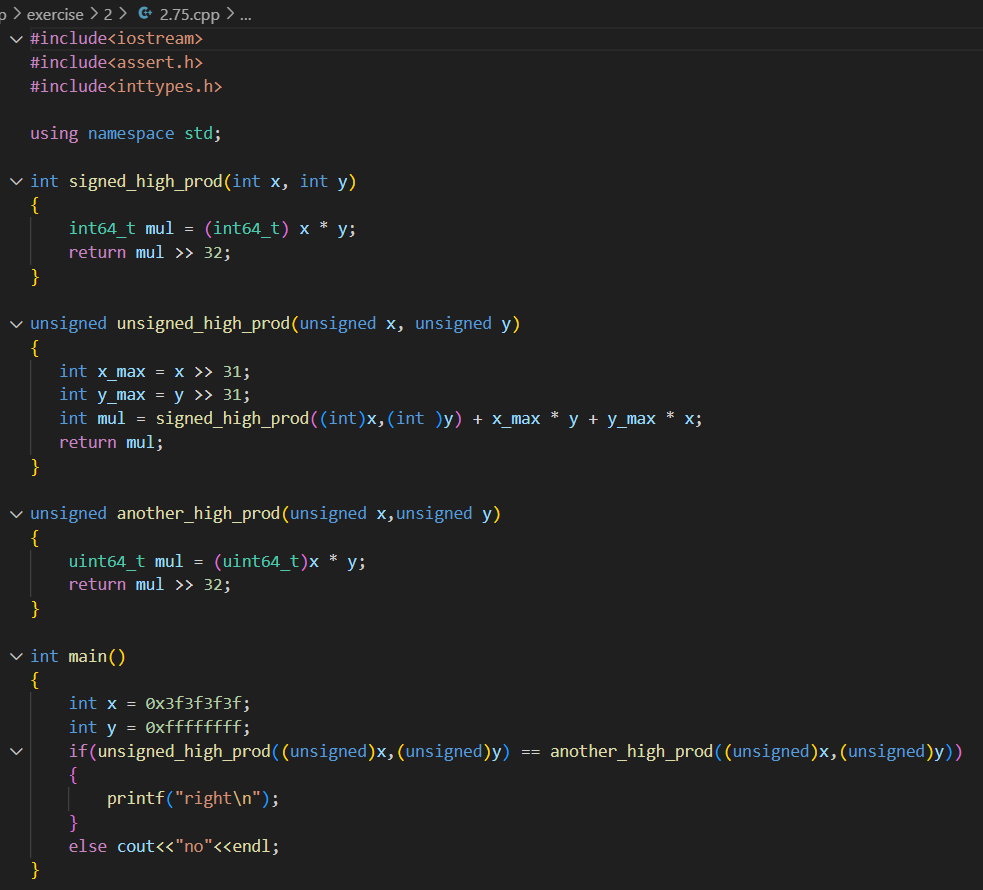 p > exercise > 2 > C++ 2.75.cpp > ...
#include<iostream>
#include<assert.h>
#include<inttypes.h>
using namespace std;
int signed_high_prod(int x, int y)
{
    int64_t mul = (int64_t) x * y;
    return mul >> 32;
}
unsigned unsigned_high_prod(unsigned x, unsigned y)
{
   int x_max = x >> 31;
   int y_max = y >> 31;
   int mul = signed_high_prod((int)x,(int )y) + x_max * y + y_max * x;
   return mul;
}
unsigned another_high_prod(unsigned x,unsigned y)
{
    uint64_t mul = (uint64_t)x * y;
    return mul >> 32;
}
int main()
{
    int x = 0x3f3f3f3f;
    int y = 0xffffffff;
    if(unsigned_high_prod((unsigned)x,(unsigned)y) == another_high_prod((unsigned)x,(unsigned)y))
    {
        printf("right\n");
    }
    else cout<<"no"<<endl;
}